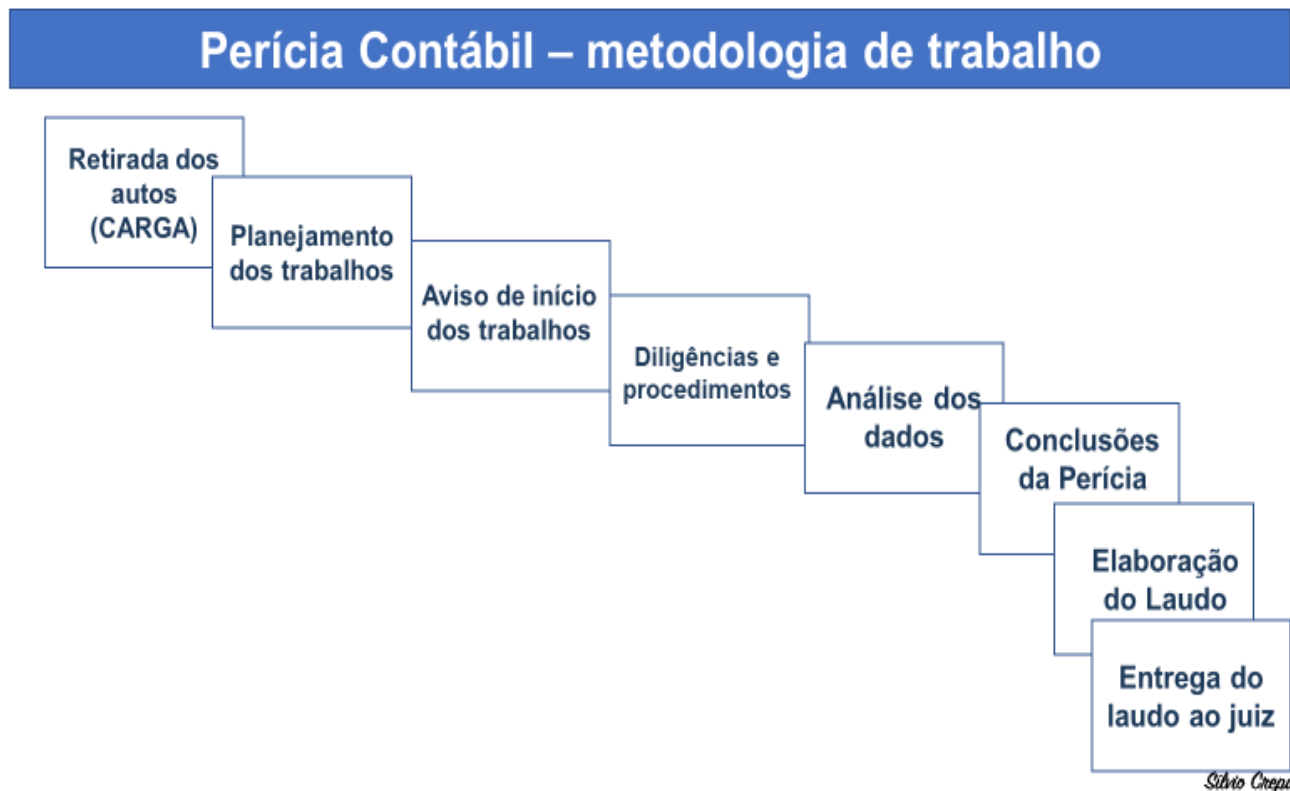 Perícia Contábil – metodologia de trabalho
Retirada dos
autos
(CARGA)
Planejamento
dos trabalhos
Aviso de início
dos trabalhos
Diligências e
procedimentos
Análise dos
dados
Conclusões
da Perícia
Elaboração
do Laudo
Entrega do
laudo ao juiz
Silvio